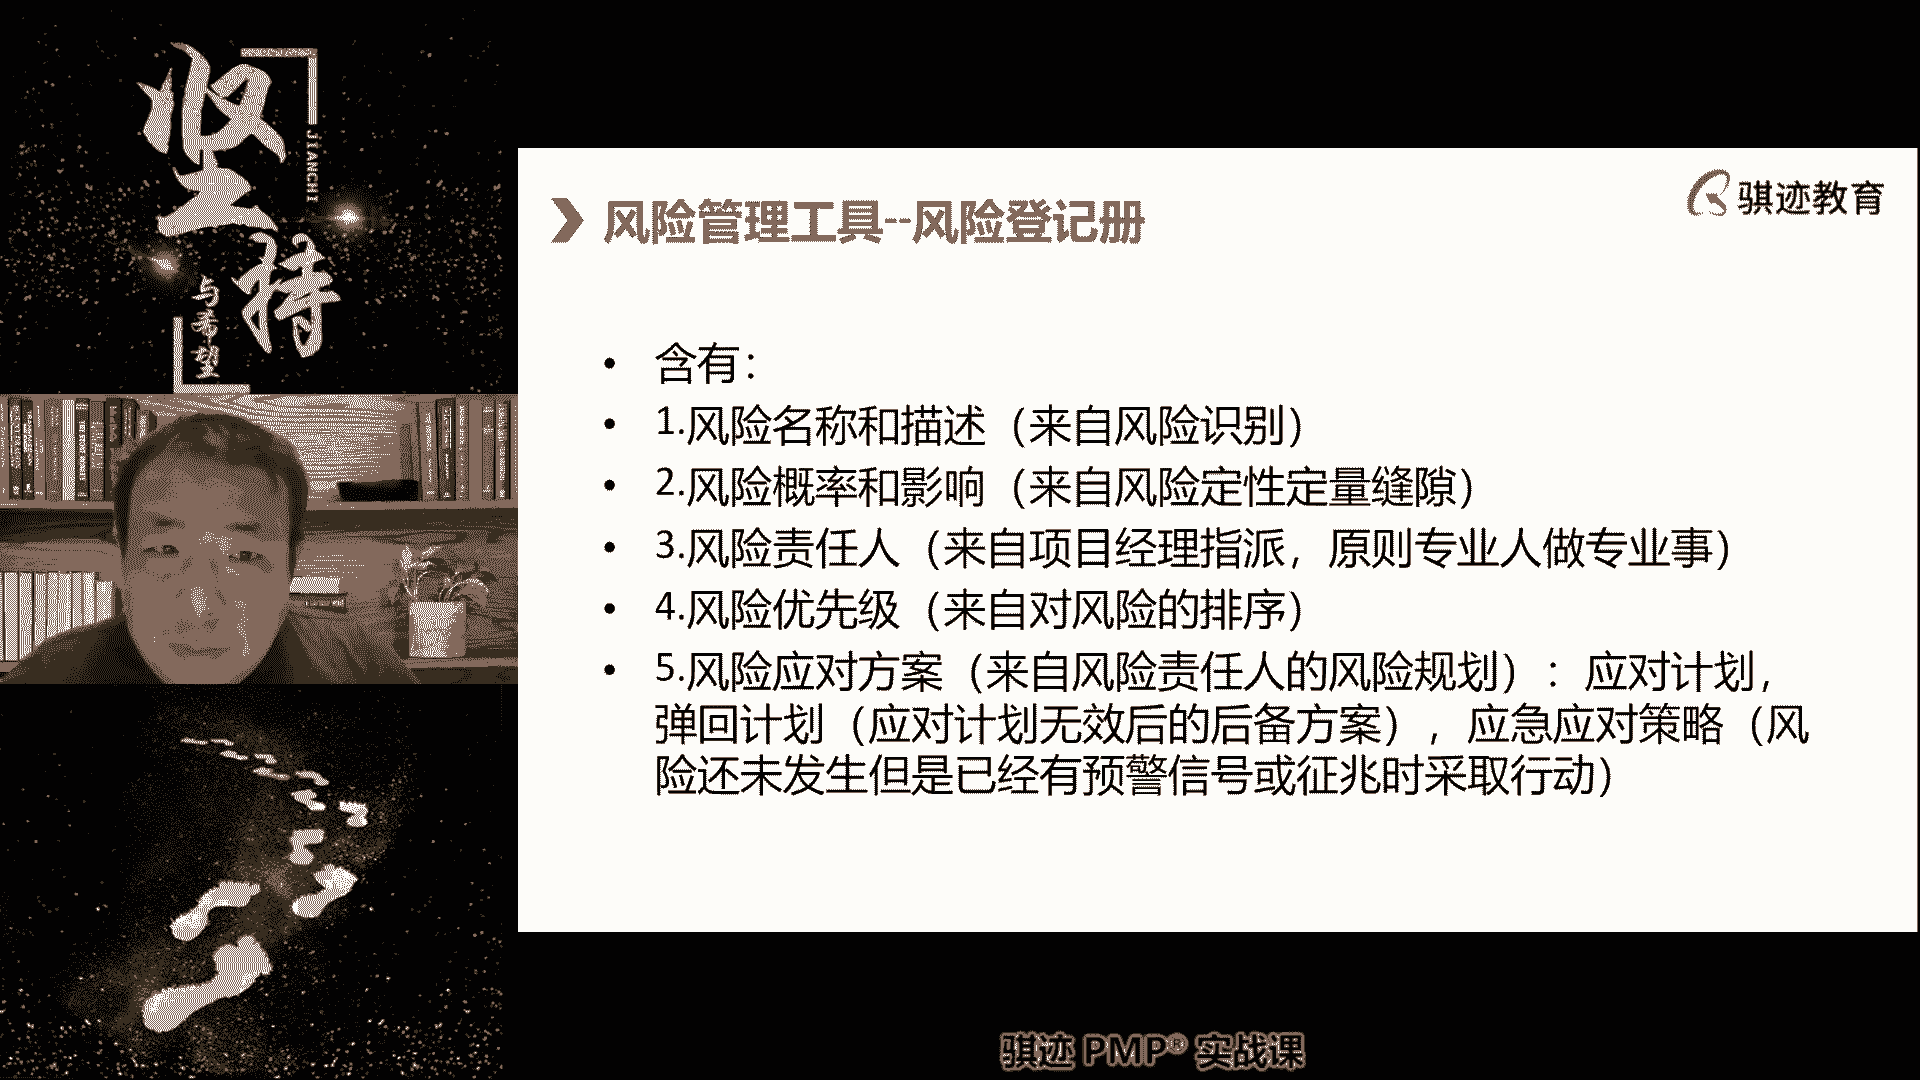 坚持
JIANCHI
与希望
骐迹教育
风险管理工具--风险登记册
• 含有：
• 1.风险名称和描述（来自风险识别）
• 2.风险概率和影响（来自风险定性定量缝隙）
• 3.风险责任人（来自项目经理指派，原则专业人做专业事）
• 4.风险优先级（来自对风险的排序）
• 5.风险应对方案（来自风险责任人的风险规划）：应对计划，
弹回计划（应对计划无效后的后备方案），应急应对策略（风
险还未发生但是已经有预警信号或征兆时采取行动）
骐迹 PMP® 实战课